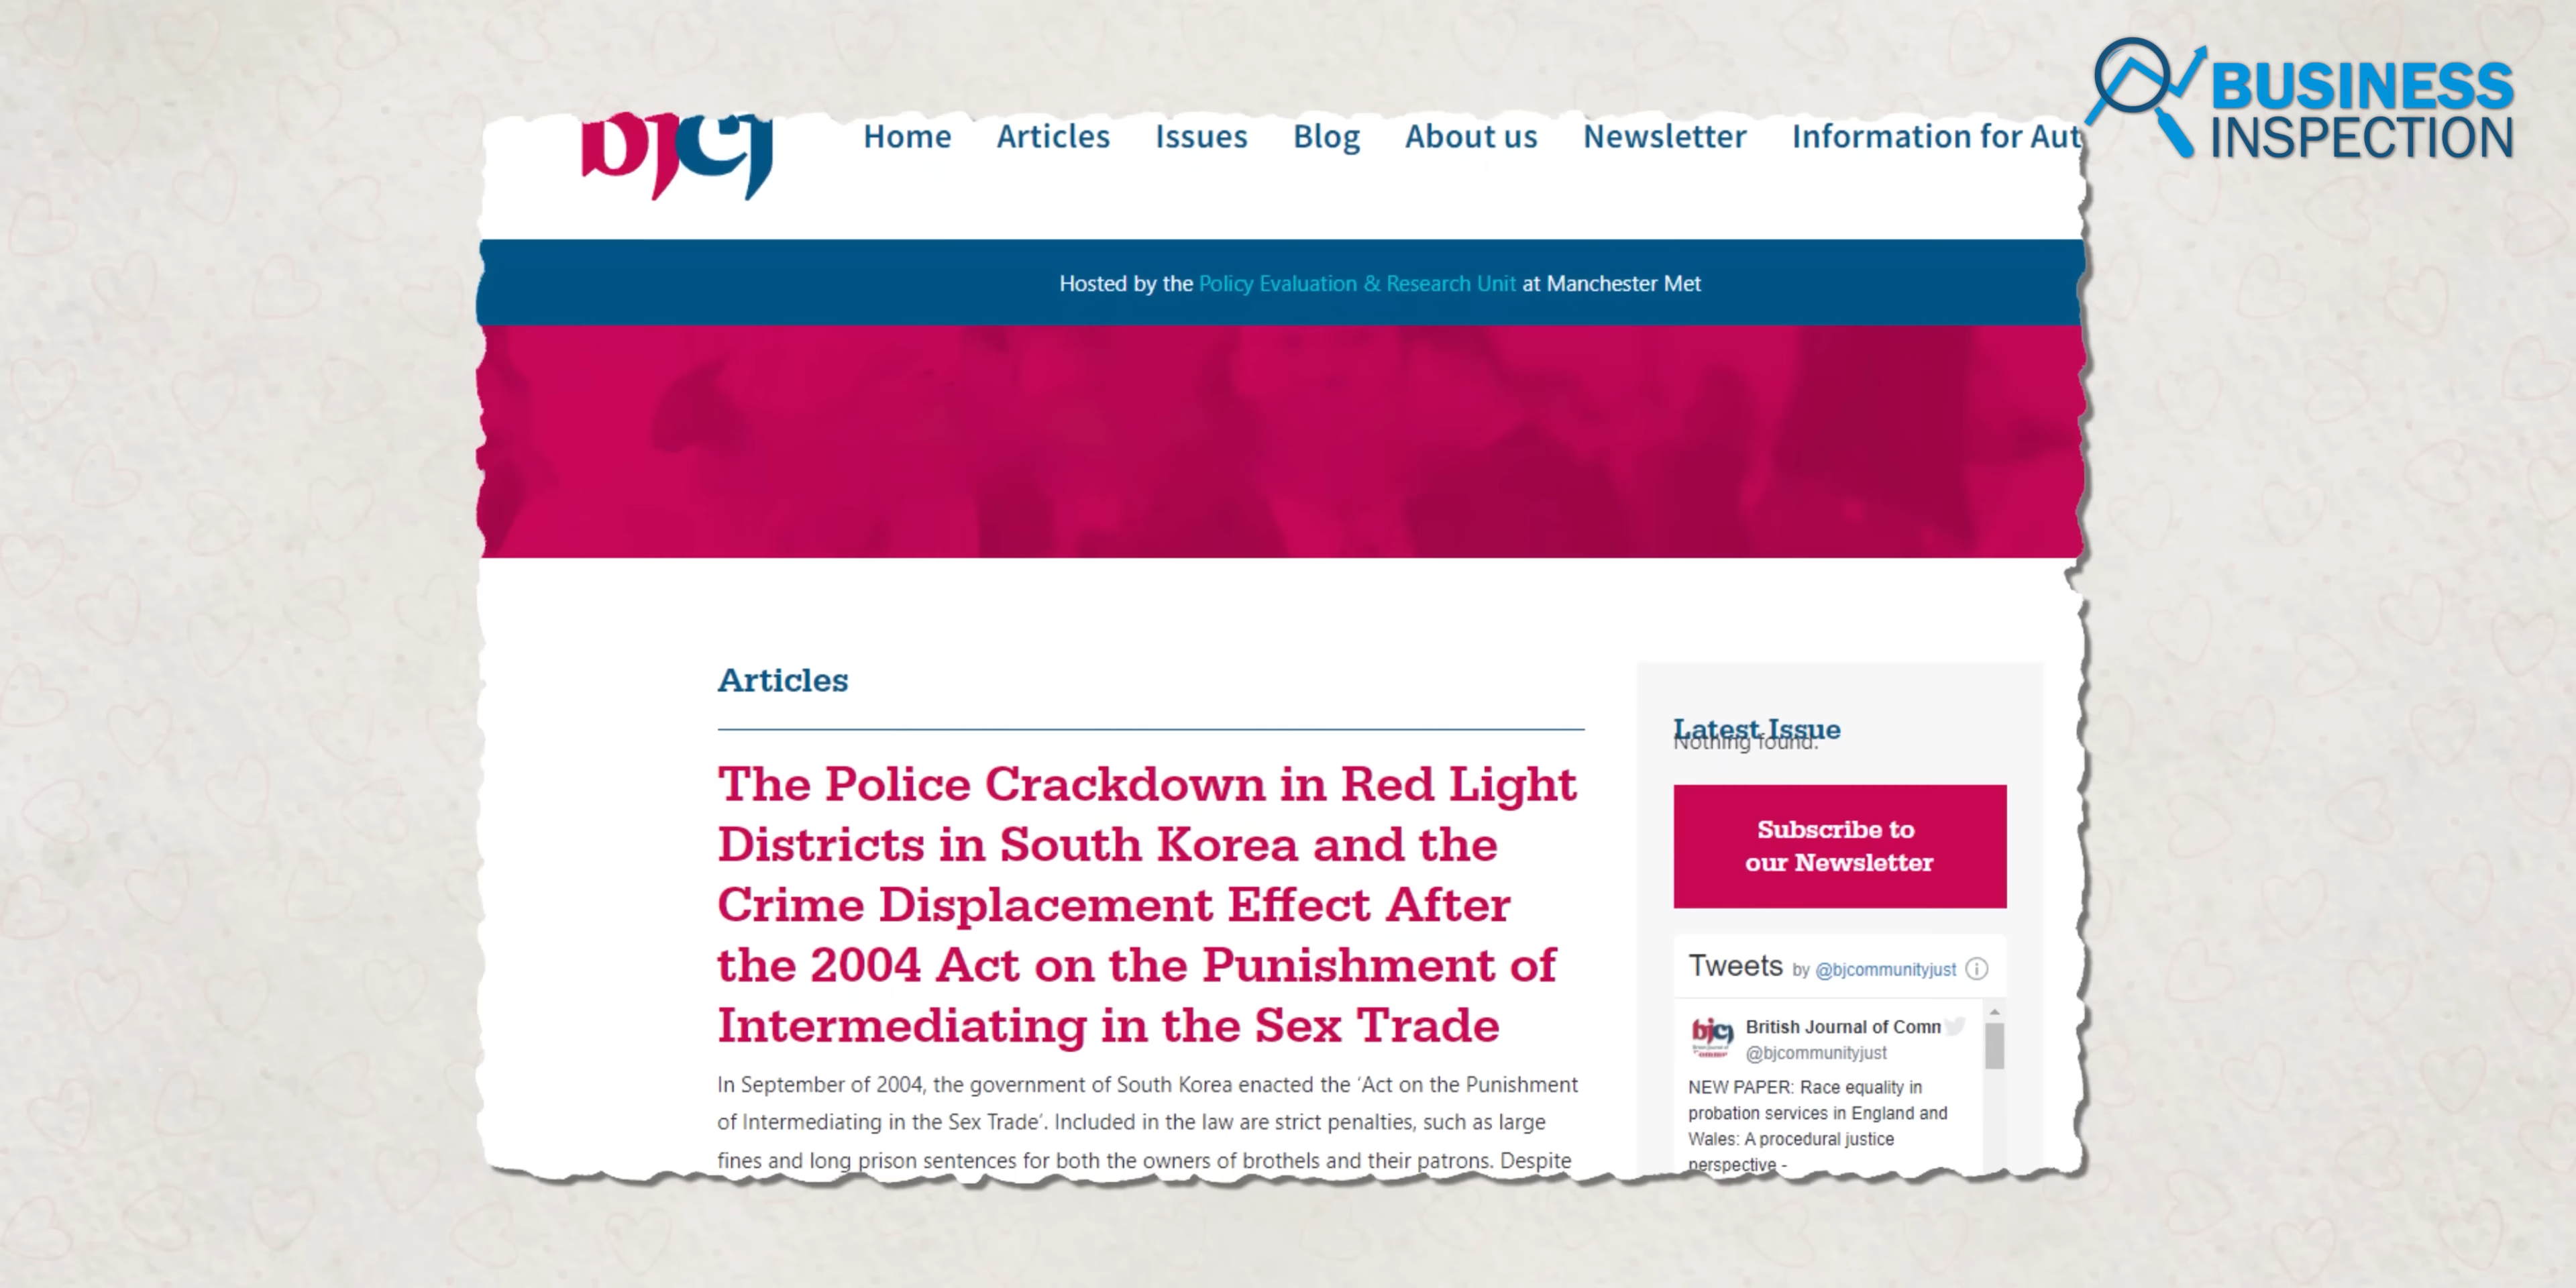 BUSINESS
INSPECTION
bjcj
Home Articles Issues Blog About us Newsletter Information for Aut
Hosted by the Policy Evaluation & Research Unit at Manchester Met
Articles
The Police Crackdown in Red Light
Districts in South Korea and the
Crime Displacement Effect After
the 2004 Act on the Punishment of
Intermediating in the Sex Trade
In September of 2004, the government of South Korea enacted the ‘Act on the Punishment
of Intermediating in the Sex Trade’. Included in the law are strict penalties, such as large
fines and long prison sentences for both the owners of brothels and their patrons. Despite
Latest Issue
Nothing found.
Subscribe to
our Newsletter
Tweets by @bjcommunityjust
bjcj
British Journal of Comn
@bjcommunityjust
NEW PAPER: Race equality in
probation services in England and
Wales: A procedural justice
perspective -